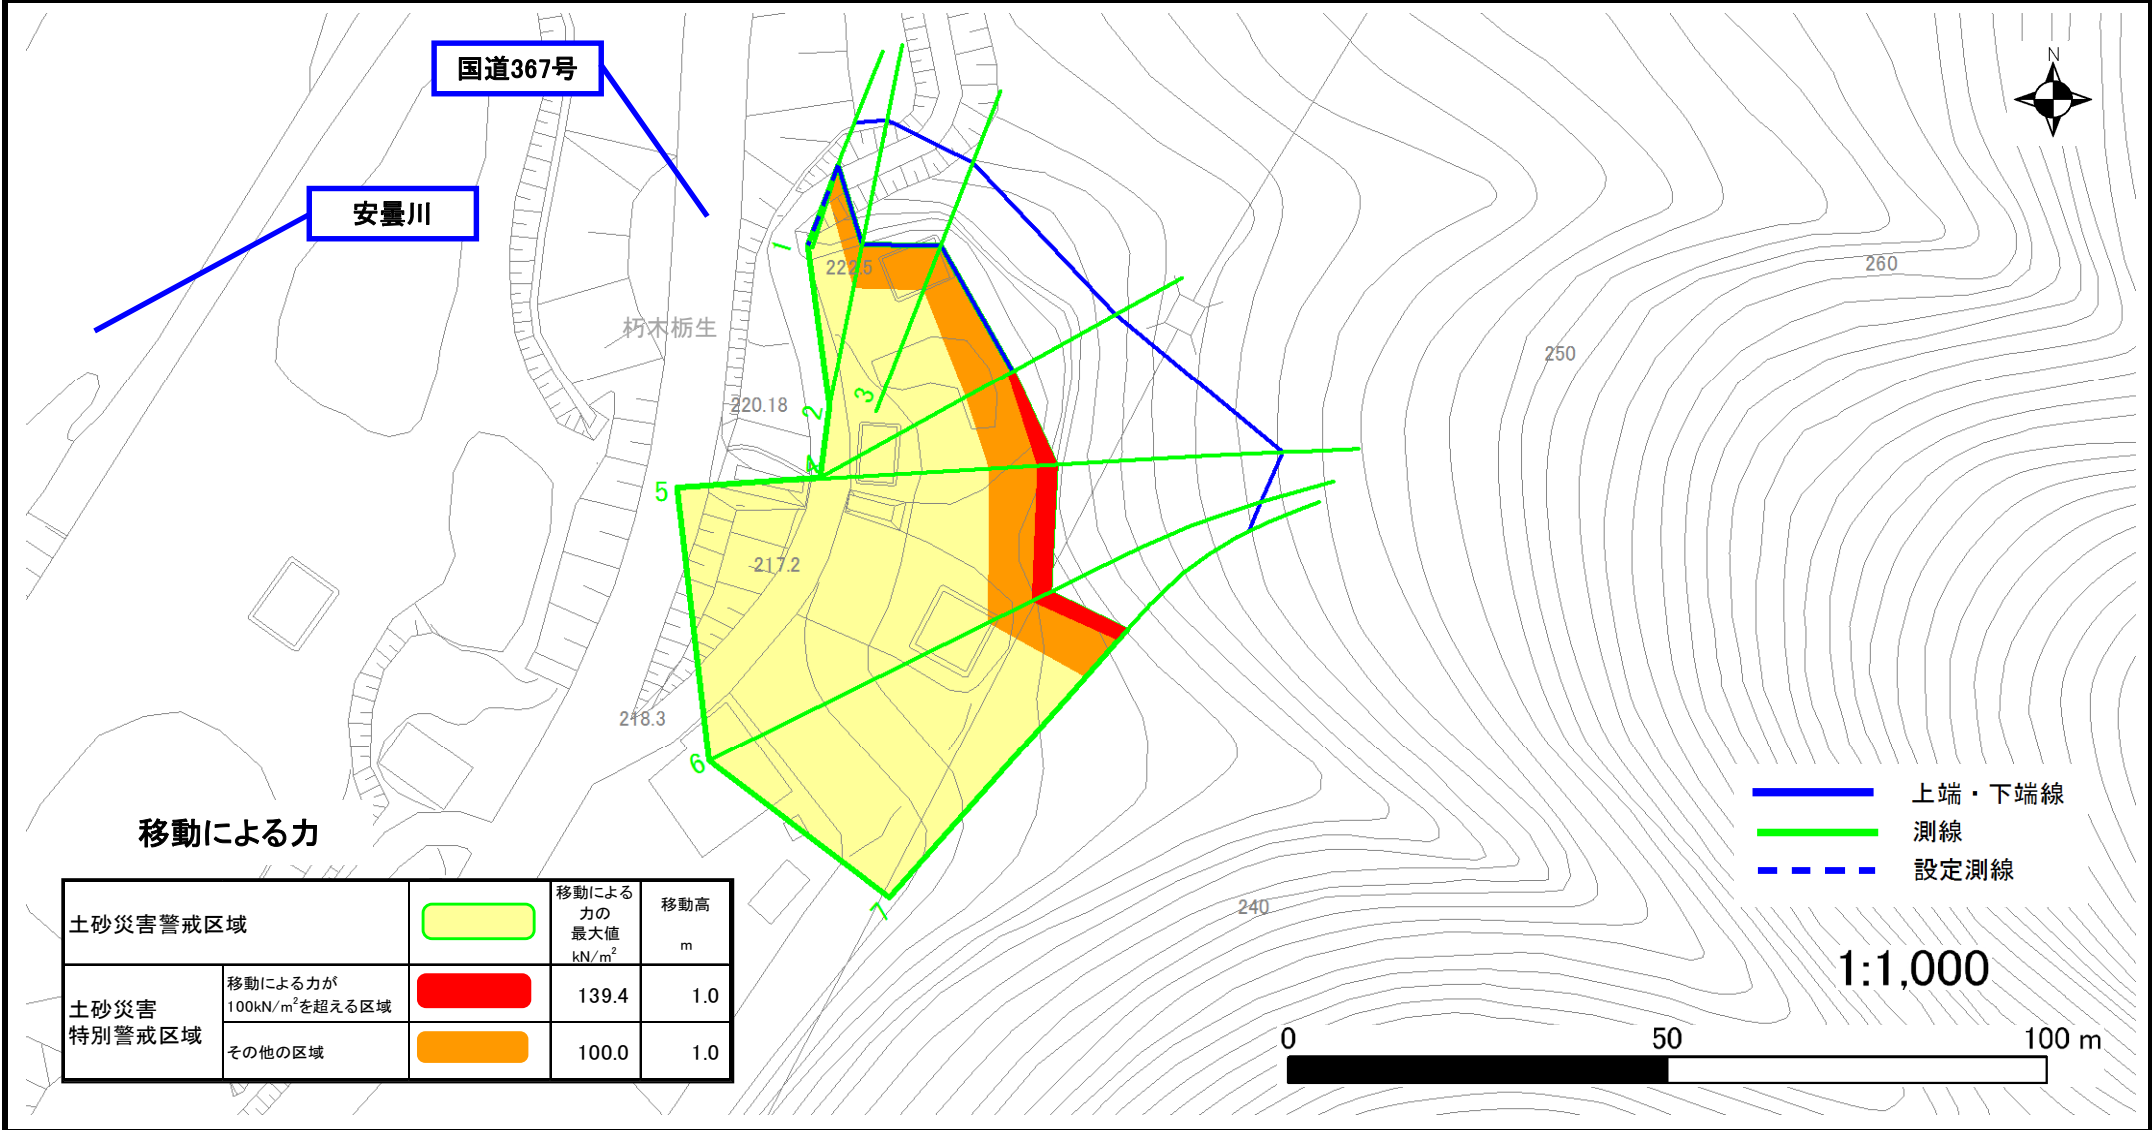 国道367号
N
安曇川
1
222.5
260
朽木栃生
250
3
2
220.18
4
5
217.2
218.3
6
上端・下端線
測線
設定測線
移動による力
7
240
土砂災害警戒区域
移動による
力の
最大値
kN/m²
移動高
m
1:1,000
土砂災害
特別警戒区域
移動による力が
100kN/m²を超える区域
139.4
1.0
その他の区域
100.0
1.0
0
50
100 m